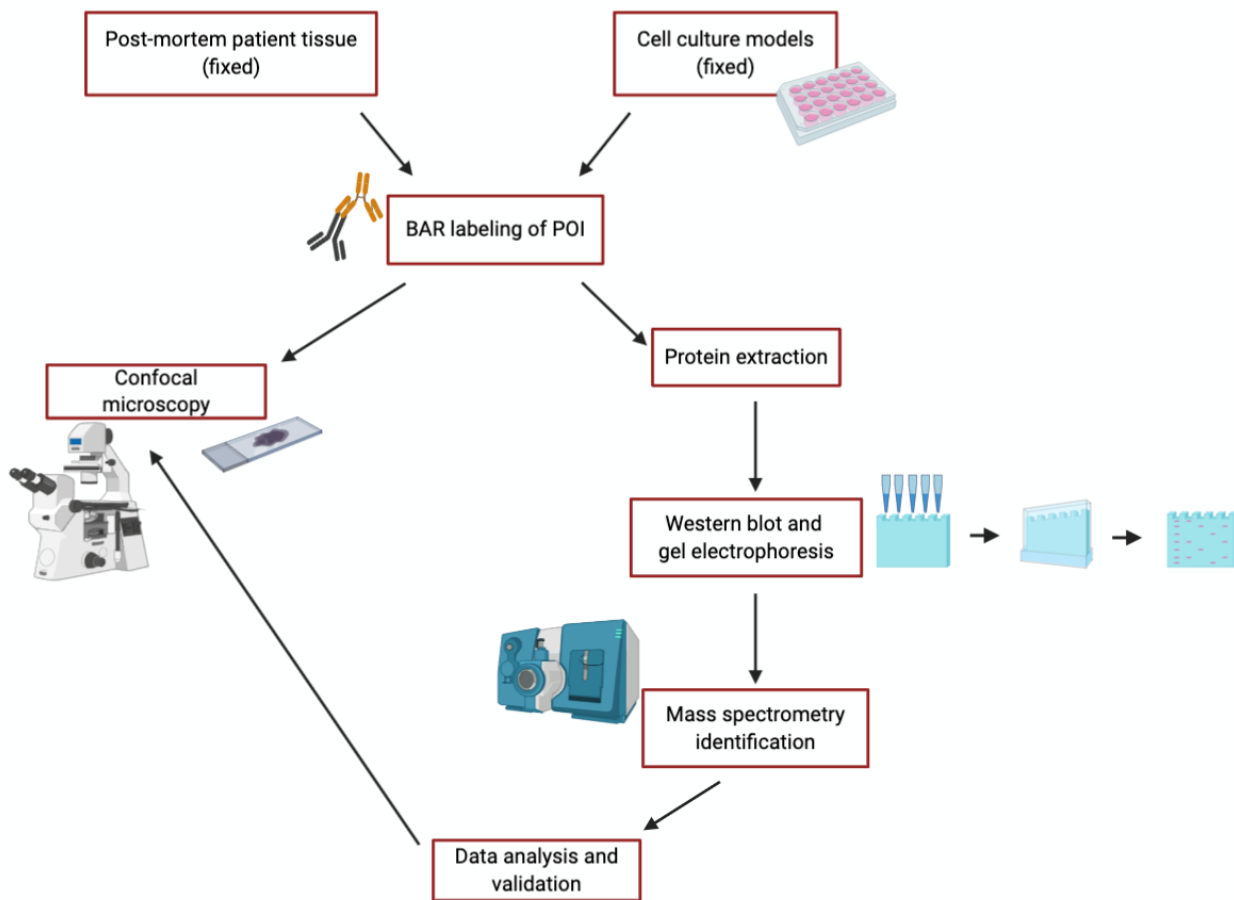 Post-mortem patient tissue
(fixed)
Cell culture models
(fixed)
BAR labeling of POI
Protein extraction
Confocal
microscopy
Western blot and
gel electrophoresis
Mass spectrometry
identification
Data analysis and
validation